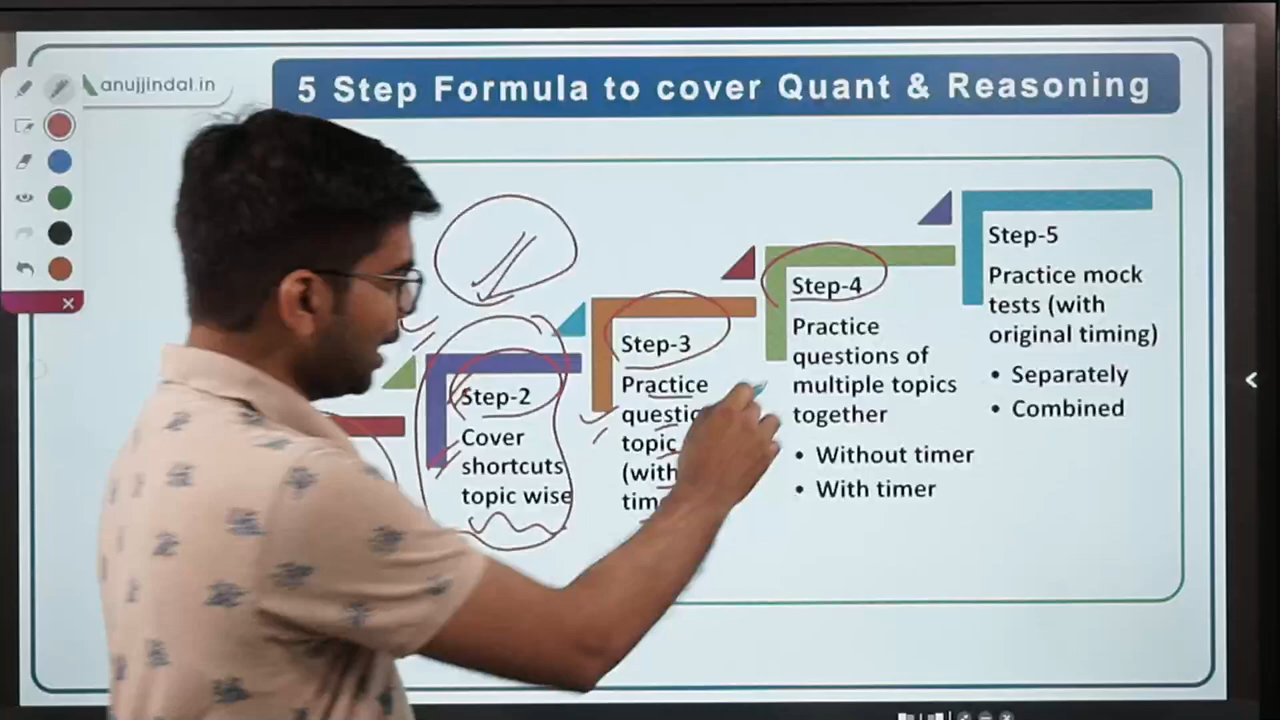 anujjindal.in
5 Step Formula to cover Quant & Reasoning
Step-2
Cover
shortcuts
topic wise
Step-3
Practice
topic
Step-4
Practice
questions of
multiple topics
together
• Without timer
• With timer
Step-5
Practice mock
tests (with
original timing)
• Separately
• Combined